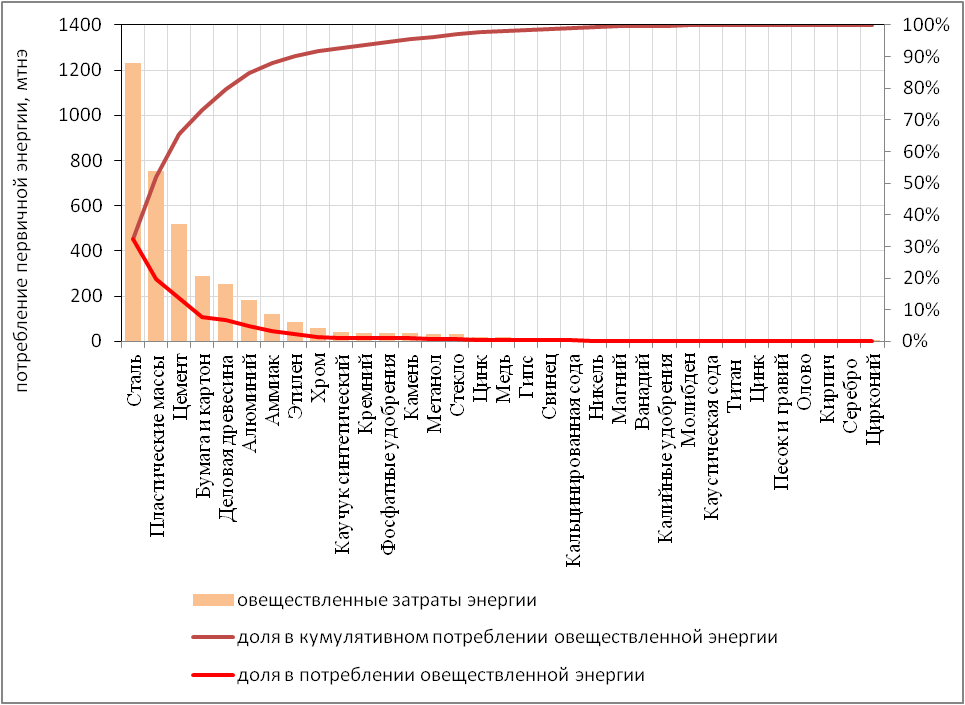 потребление первичной энергии, мтнэ
1400
1200
1000
800
600
400
200
0
100%
90%
80%
70%
60%
50%
40%
30%
20%
10%
0%
Сталь
Пластические массы
Цемент
Бумага и картон
Деловая древесина
Алюминий
Аммиак
Этилен
Хром
Каучук синтетический
Кремний
Фосфатные удобрения
Камень
Метанол
Стекло
Цинк
Медь
Гипс
Свинец
Кальцинированная сода
Никель
Магний
Ванадий
Калийные удобрения
Молибден
Каустическая сода
Титан
Цинк
Песок и гравий
Олово
Кирпич
Серебро
Цирконий
овеществленные затраты энергии
доля в кумулятивном потреблении овеществленной энергии
доля в потреблении овеществленной энергии